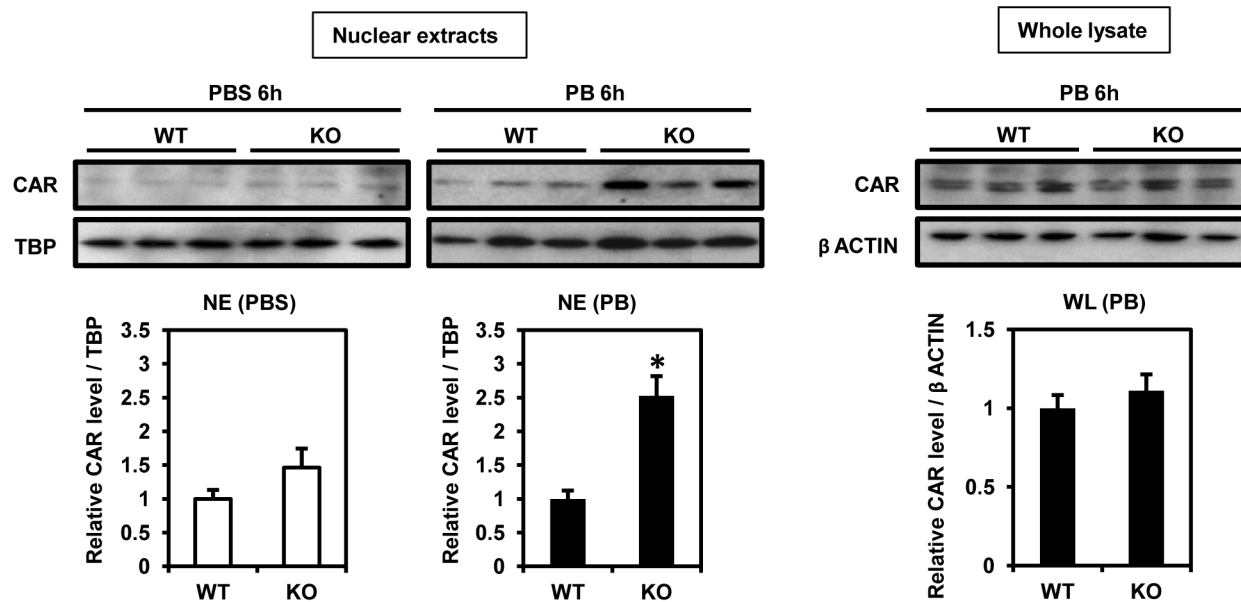 Nuclear extracts
Whole lysate
PBS 6h
PB 6h
PB 6h
WT KO
WT KO
WT KO
CAR
CAR
TBP
β ACTIN
NE (PBS)
Relative CAR level / TBP
3.5
3
2.5
2
1.5
1
0.5
0
WT KO
NE (PB)
Relative CAR level / TBP
3.5
3
2.5
2
1.5
1
0.5
0
*
WT KO
WL (PB)
Relative CAR level / β ACTIN
1.5
1
0.5
0
WT KO